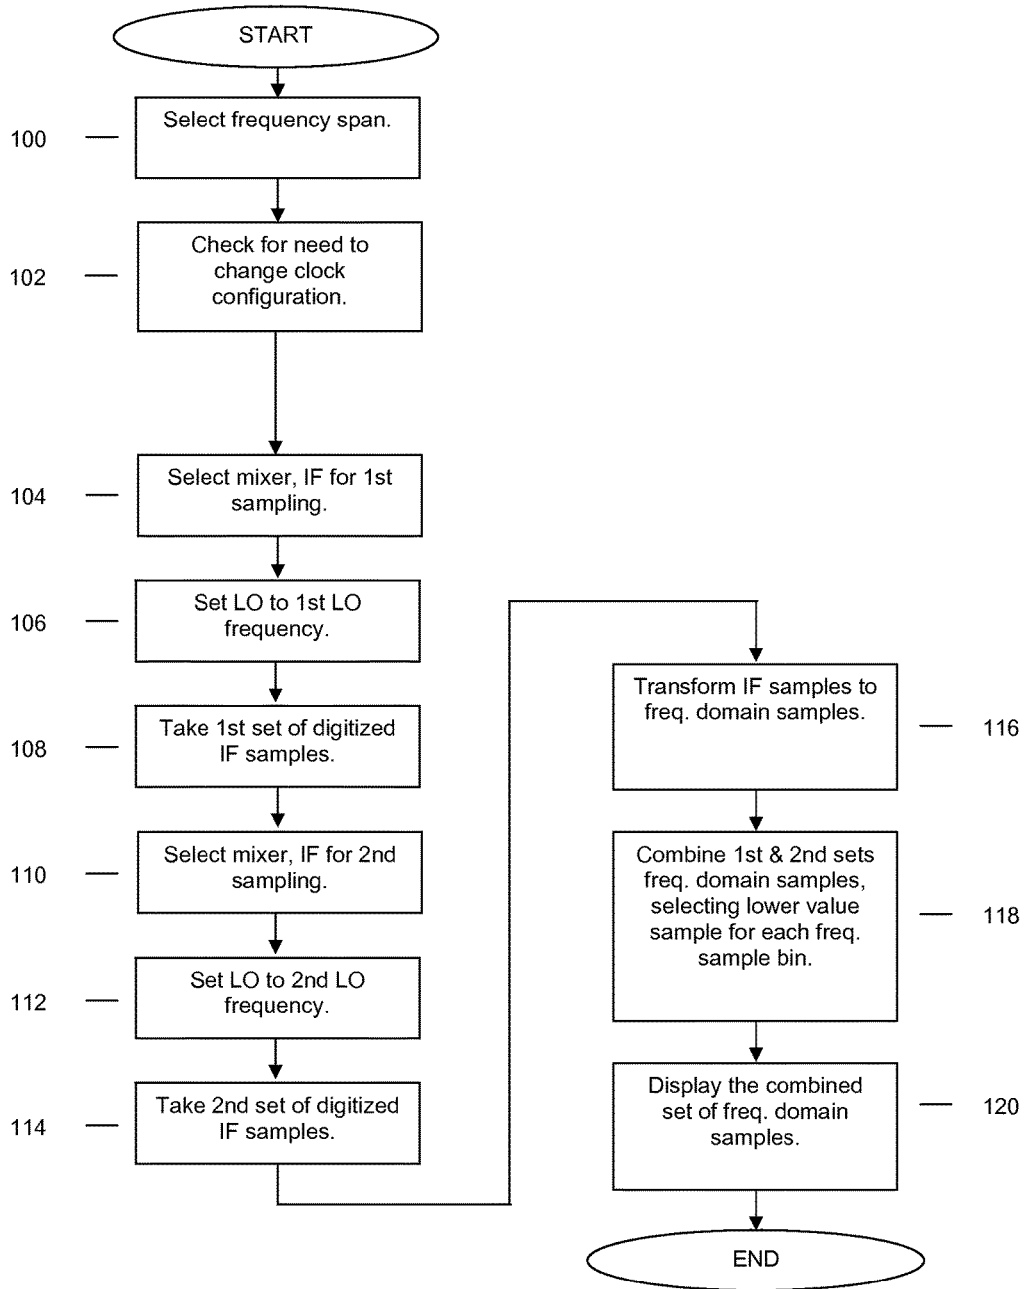 START
100
Select frequency span.
102
Check for need to
change clock
configuration.
104
Select mixer, IF for 1st
sampling.
106
Set LO to 1st LO
frequency.
108
Take 1st set of digitized
IF samples.
110
Select mixer, IF for 2nd
sampling.
112
Set LO to 2nd LO
frequency.
114
Take 2nd set of digitized
IF samples.
Transform IF samples to
freq. domain samples.
116
Combine 1st & 2nd sets
freq. domain samples,
selecting lower value
sample for each freq.
sample bin.
118
Display the combined
set of freq. domain
samples.
120
END